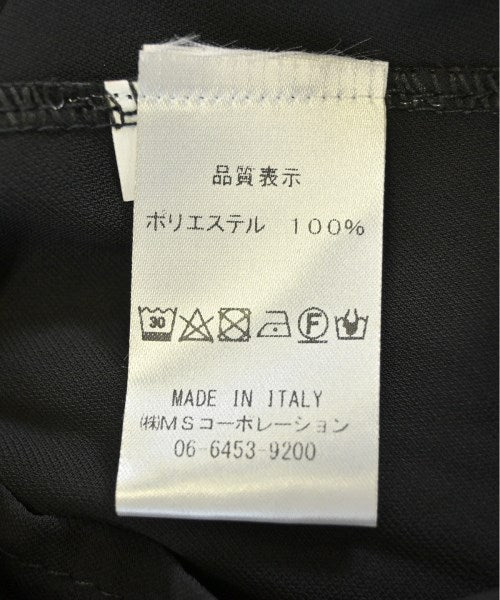 品質表示
ポリエステル 100%
30 F
MADE IN ITALY
㈱MSコーポレーション
06-6453-9200